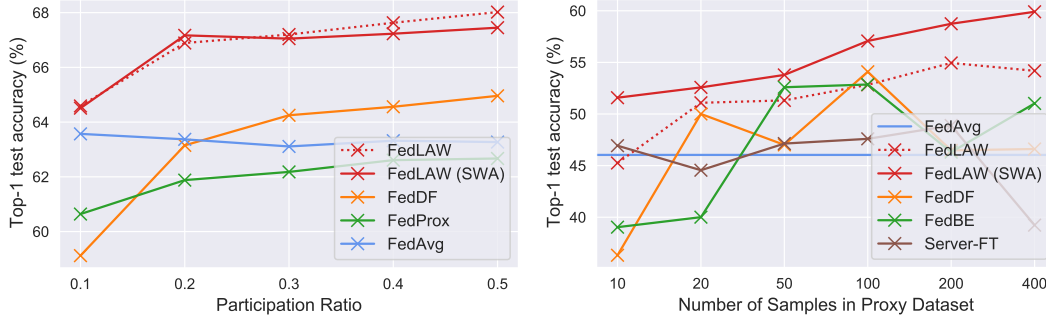 Top-1 test accuracy (%)
68
66
64
62
60
0.1 0.2 0.3 0.4 0.5
Participation Ratio
FedLAW
FedLAW (SWA)
FedDF
FedProx
FedAvg
Top-1 test accuracy (%)
60
55
50
45
40
10 20 50 100 200 400
Number of Samples in Proxy Dataset
FedAvg
FedLAW
FedLAW (SWA)
FedDF
FedBE
Server-FT